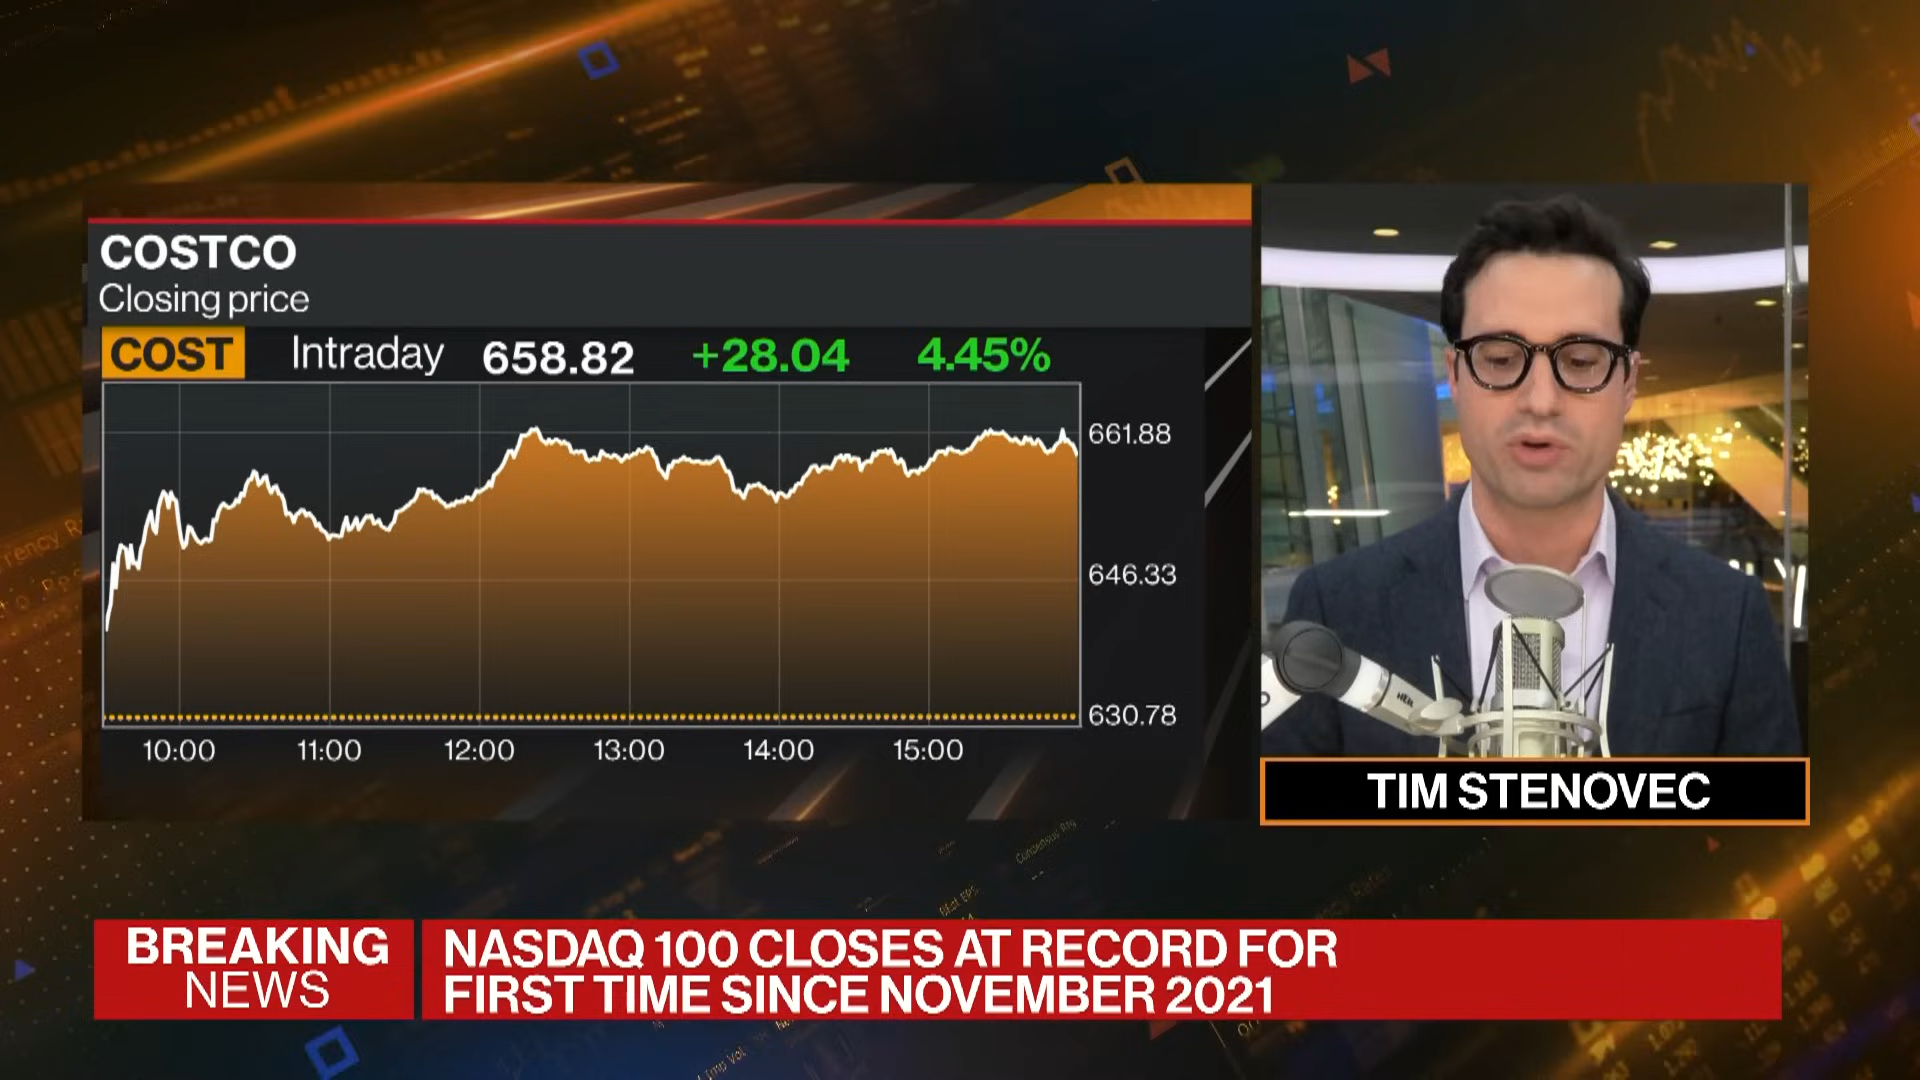 COSTCO
Closing price
COST Intraday 658.82 +28.04 4.45%
661.88
646.33
630.78
10:00 11:00 12:00 13:00 14:00 15:00
TIM STENOVEC
BREAKING
NEWS
NASDAQ 100 CLOSES AT RECORD FOR
FIRST TIME SINCE NOVEMBER 2021